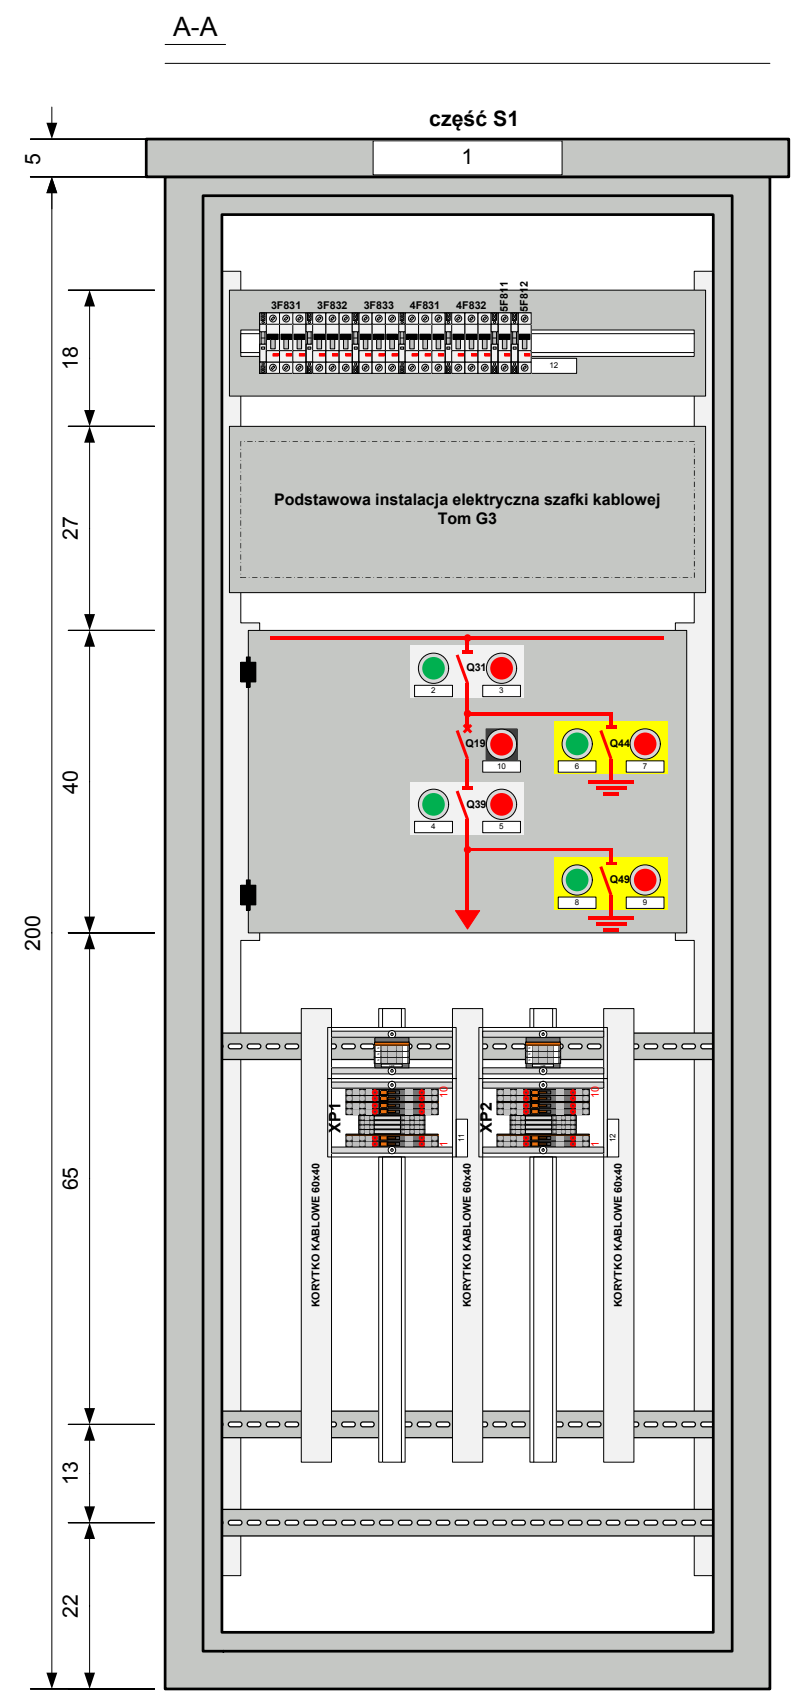 A-A
część S1
5
1
3F831 3F832 3F833 4F831 4F832 5F811 5F812
18
12
27
Podstawowa instalacja elektryczna szafki kablowej
Tom G3
Q31
2 3
Q19
10
Q44
6 7
40
Q39
4 5
Q49
8 9
200
XP1
10
1
11
XP2
10
1
12
65
KORYTKO KABLOWE 60x40
KORYTKO KABLOWE 60x40
KORYTKO KABLOWE 60x40
13
22